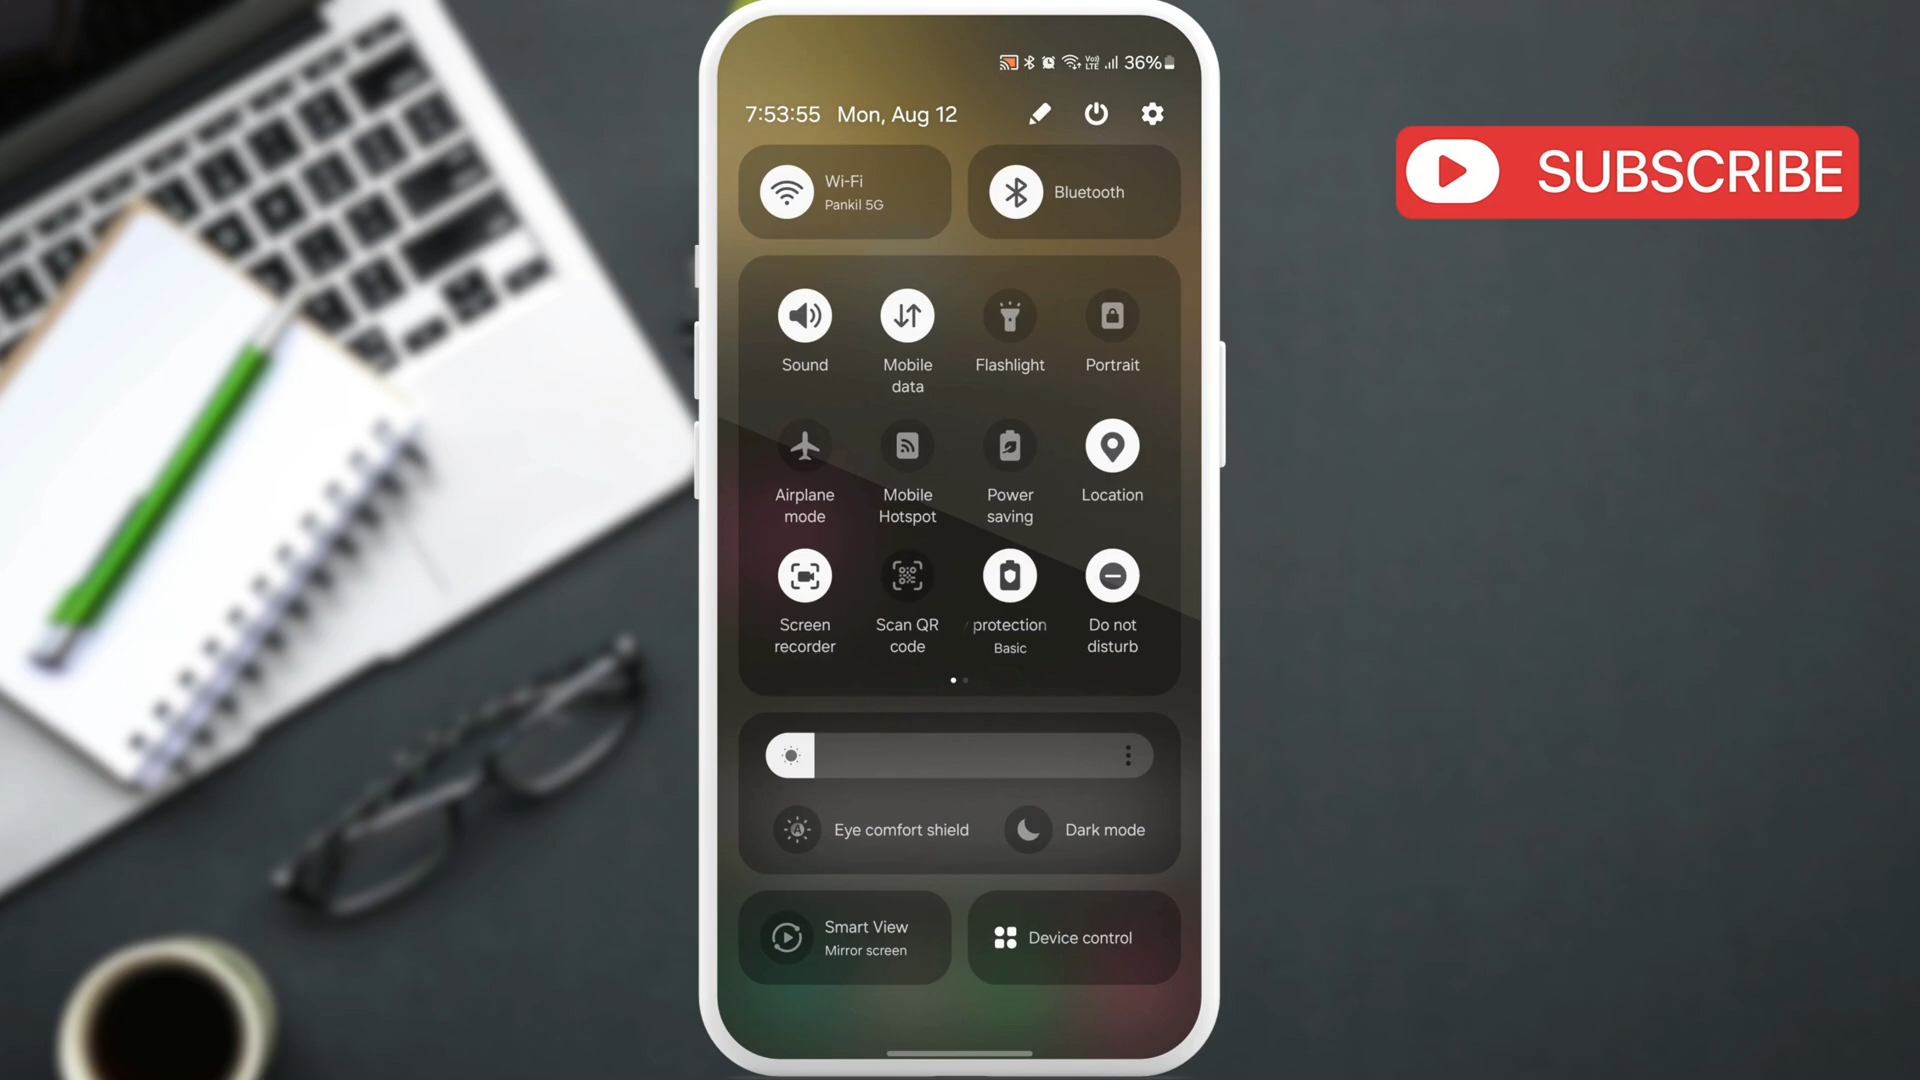 Vo))
LTE
36%
7:53:55 Mon, Aug 12
SUBSCRIBE
Wi-Fi
Pankil 5G
Bluetooth
Sound
Mobile
data
Flashlight
Portrait
Airplane
mode
Mobile
Hotspot
Power
saving
Location
Screen
recorder
Scan QR
code
protection
Basic
Do not
disturb
Eye comfort shield
Dark mode
Smart View
Mirror screen
Device control